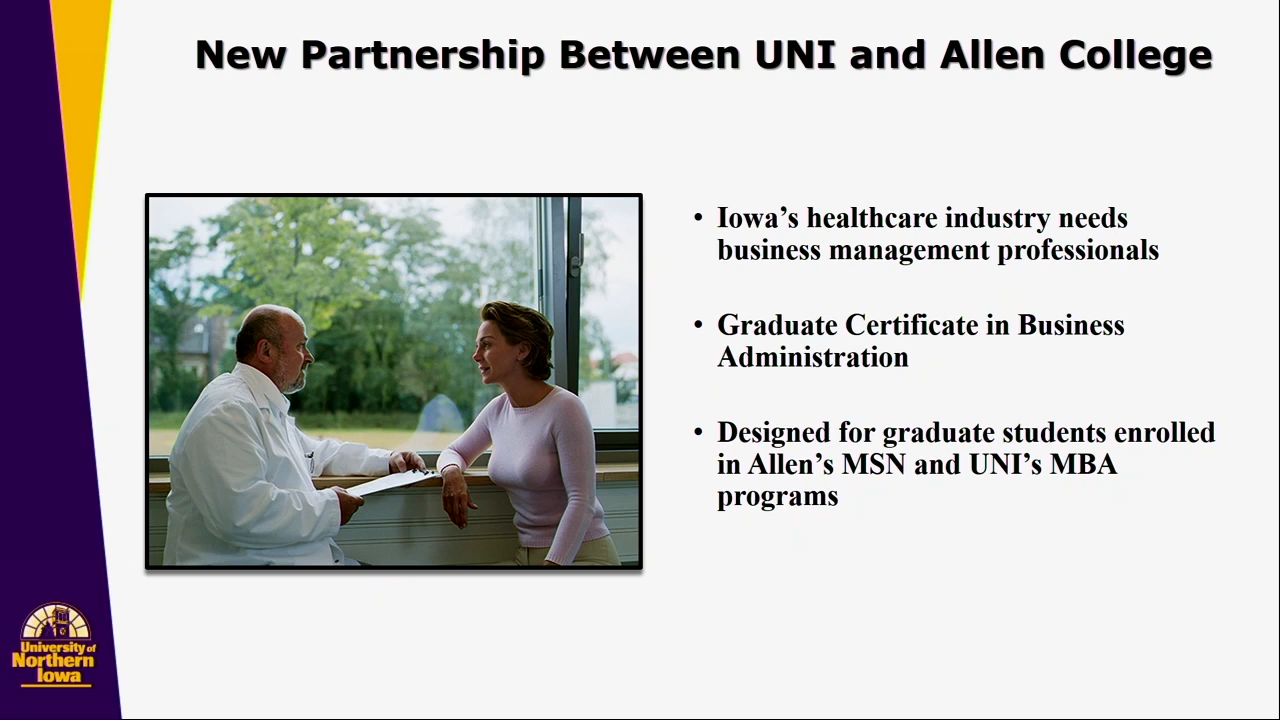 New Partnership Between UNI and Allen College
• Iowa’s healthcare industry needs
business management professionals
• Graduate Certificate in Business
Administration
• Designed for graduate students enrolled
in Allen’s MSN and UNI’s MBA
programs
University of
Northern
Iowa